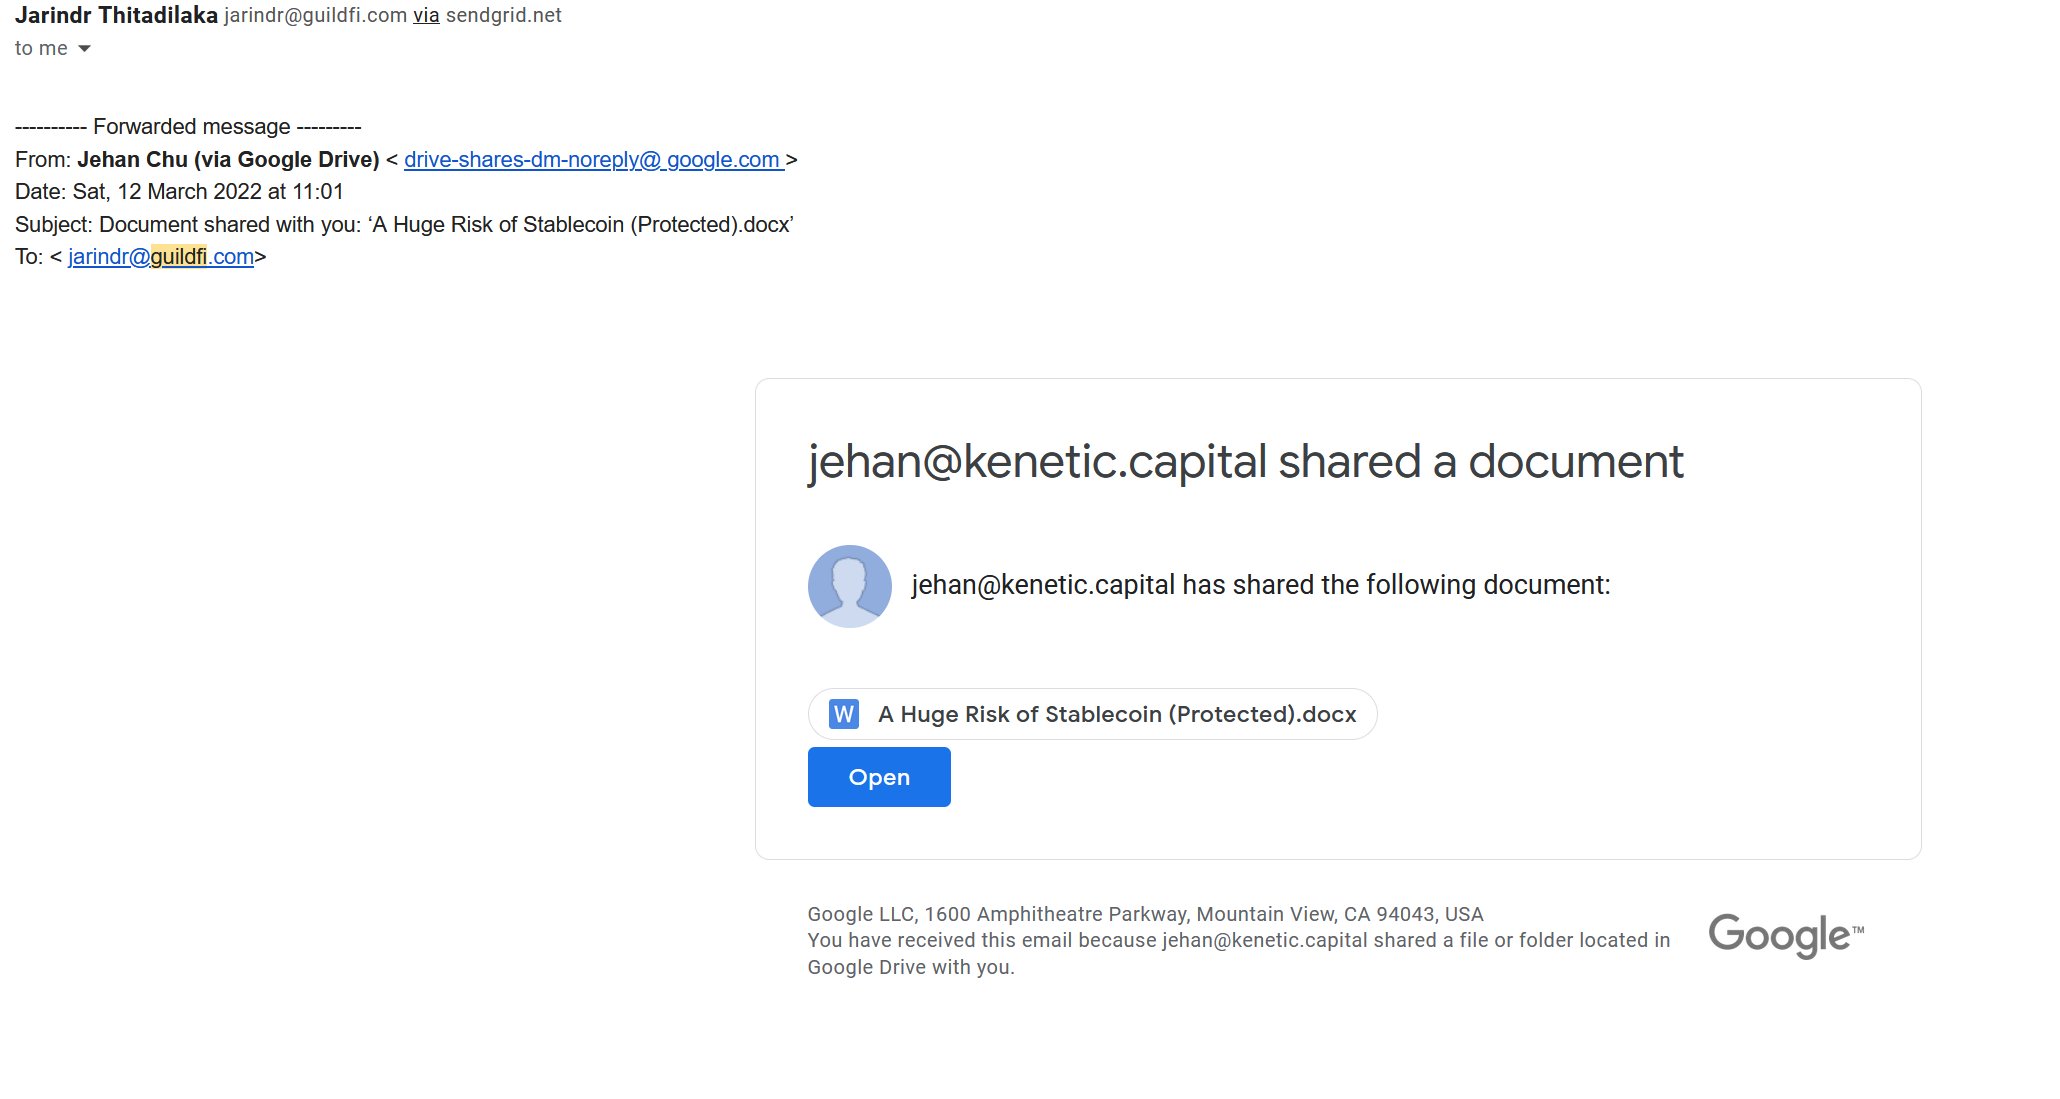 Jarindr Thitadilaka jarindr@guildfi.com via sendgrid.net
to me
---------- Forwarded message ---------
From: Jehan Chu (via Google Drive) < drive-shares-dm-noreply@ google.com >
Date: Sat, 12 March 2022 at 11:01
Subject: Document shared with you: ‘A Huge Risk of Stablecoin (Protected).docx’
To: < jarindr@guildfi.com>
jehan@kenetic.capital shared a document
jehan@kenetic.capital has shared the following document:
W A Huge Risk of Stablecoin (Protected).docx
Open
Google LLC, 1600 Amphitheatre Parkway, Mountain View, CA 94043, USA
You have received this email because jehan@kenetic.capital shared a file or folder located in
Google Drive with you.
Google™